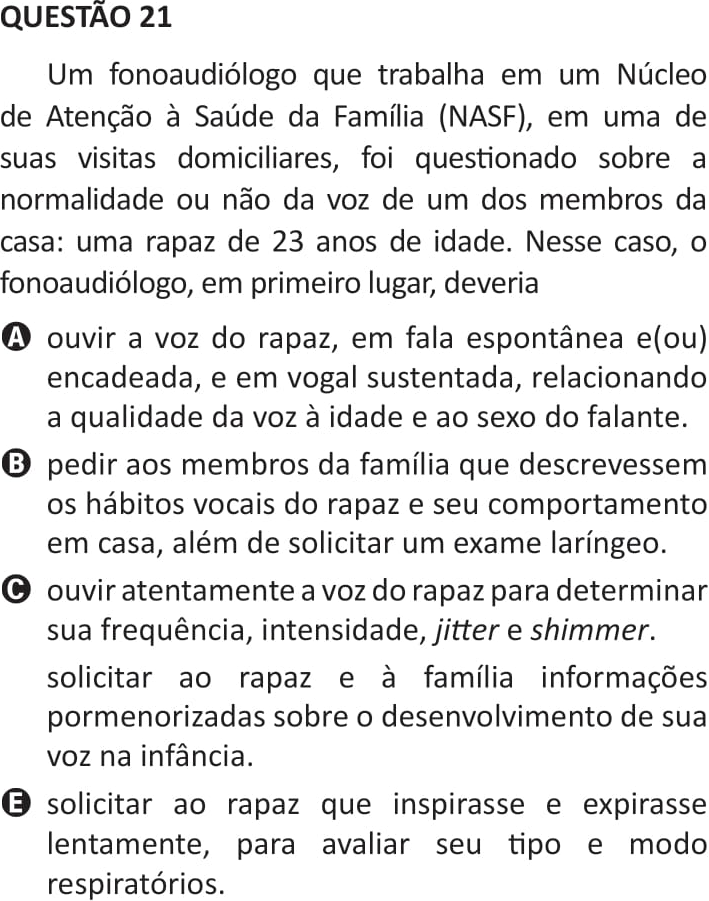 QUESTÃO 21
Um fonoaudiólogo que trabalha em um Núcleo
de Atenção à Saúde da Família (NASF), em uma de
suas visitas domiciliares, foi questionado sobre a
normalidade ou não da voz de um dos membros da
casa: uma rapaz de 23 anos de idade. Nesse caso, o
fonoaudiólogo, em primeiro lugar, deveria
A ouvir a voz do rapaz, em fala espontânea e(ou)
encadeada, e em vogal sustentada, relacionando
a qualidade da voz à idade e ao sexo do falante.
B pedir aos membros da família que descrevessem
os hábitos vocais do rapaz e seu comportamento
em casa, além de solicitar um exame laríngeo.
C ouvir atentamente a voz do rapaz para determinar
sua frequência, intensidade, jitter e shimmer.
solicitar ao rapaz e à família informações
pormenorizadas sobre o desenvolvimento de sua
voz na infância.
E solicitar ao rapaz que inspirasse e expirasse
lentamente, para avaliar seu tipo e modo
respiratórios.